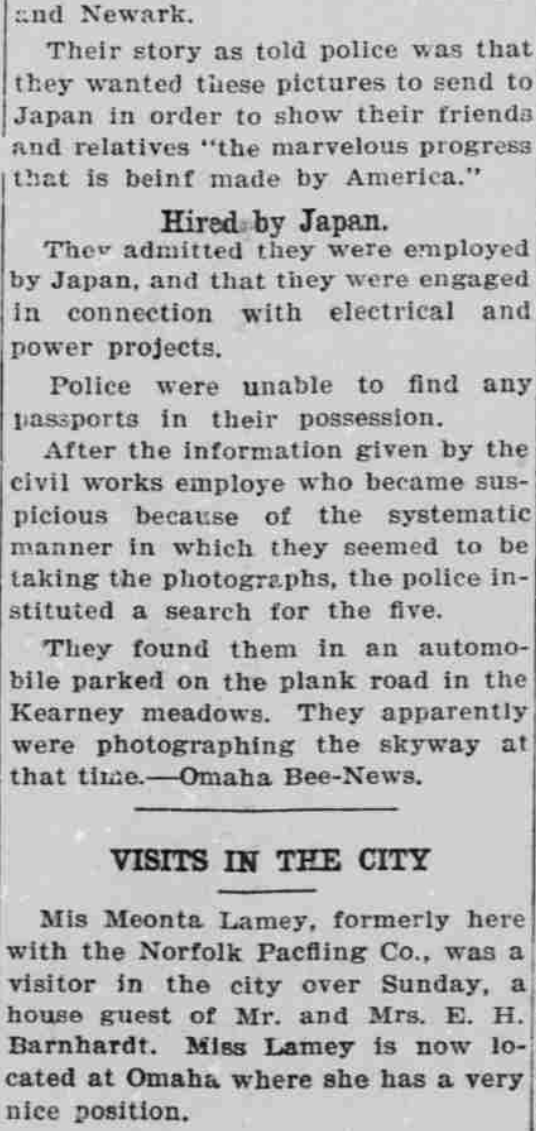 and Newark.
Their story as told police was that
they wanted these pictures to send to
Japan in order to show their friends
and relatives "the marvelous progress
that is beinf made by America."
Hired by Japan.
They admitted they were employed
by Japan, and that they were engaged
in connection with electrical and
power projects.
Police were unable to find any
passports in their possession.
After the information given by the
civil works employe who became sus-
picious because of the systematic
manner in which they seemed to be
taking the photographs, the police in-
stituted a search for the five.
They found them in an automo-
bile parked on the plank road in the
Kearney meadows. They apparently
were photographing the skyway at
that time.—Omaha Bee-News.
VISITS IN THE CITY
Mis Meonta Lamey, formerly here
with the Norfolk Pacfling Co., was a
visitor in the city over Sunday, a
house guest of Mr. and Mrs. E. H.
Barnhardt. Miss Lamey is now lo-
cated at Omaha where she has a very
nice position.